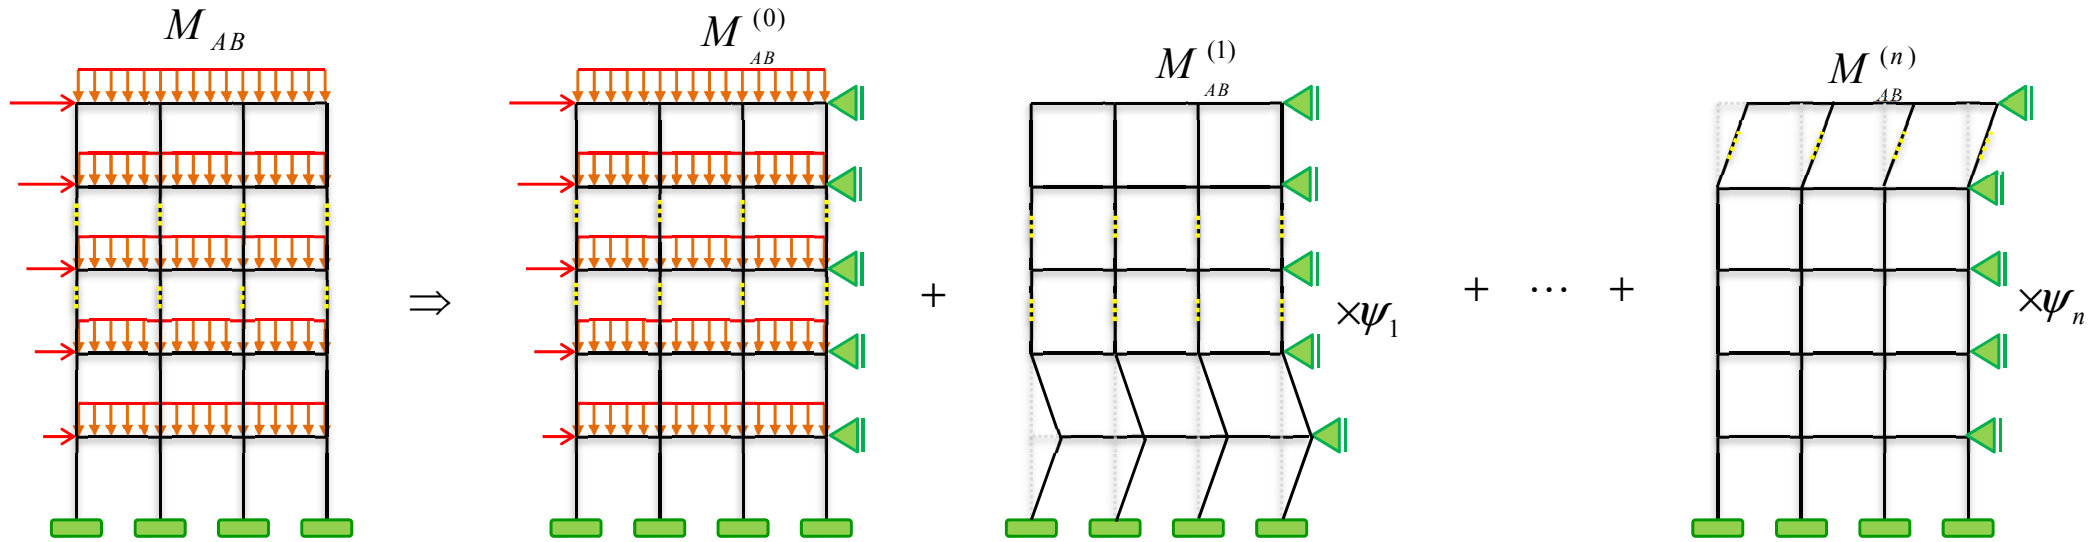 M AB
⇒
M AB (0)
+
M AB (1)
×ψ1
+ ⋯ +
M AB (n)
×ψn